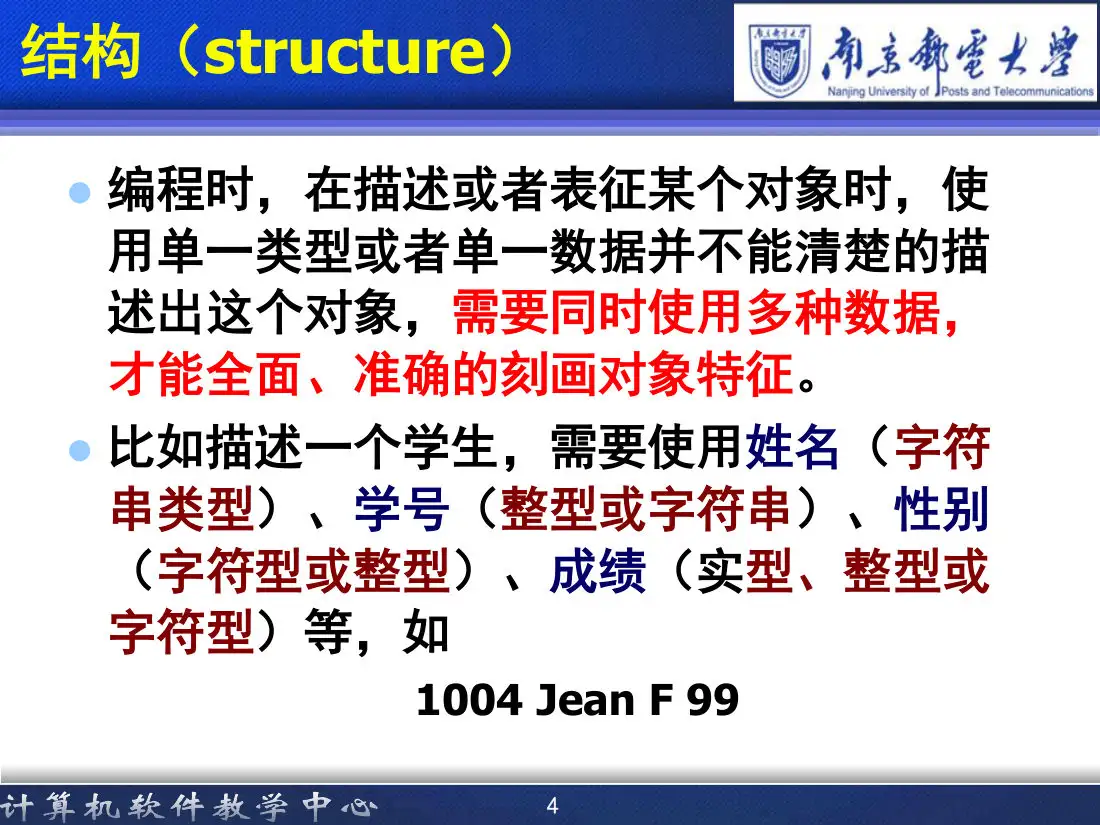 结构（structure）
南京邮電大学
Nanjing University of Posts and Telecommunications
编程时，在描述或者表征某个对象时，使
用单一类型或者单一数据并不能清楚的描
述出这个对象，需要同时使用多种数据，
才能全面、准确的刻画对象特征。
比如描述一个学生，需要使用姓名（字符
串类型）、学号（整型或字符串）、性别
（字符型或整型）、成绩（实型、整型或
字符型）等，如
1004 Jean F 99
计算机软件教学中心
4